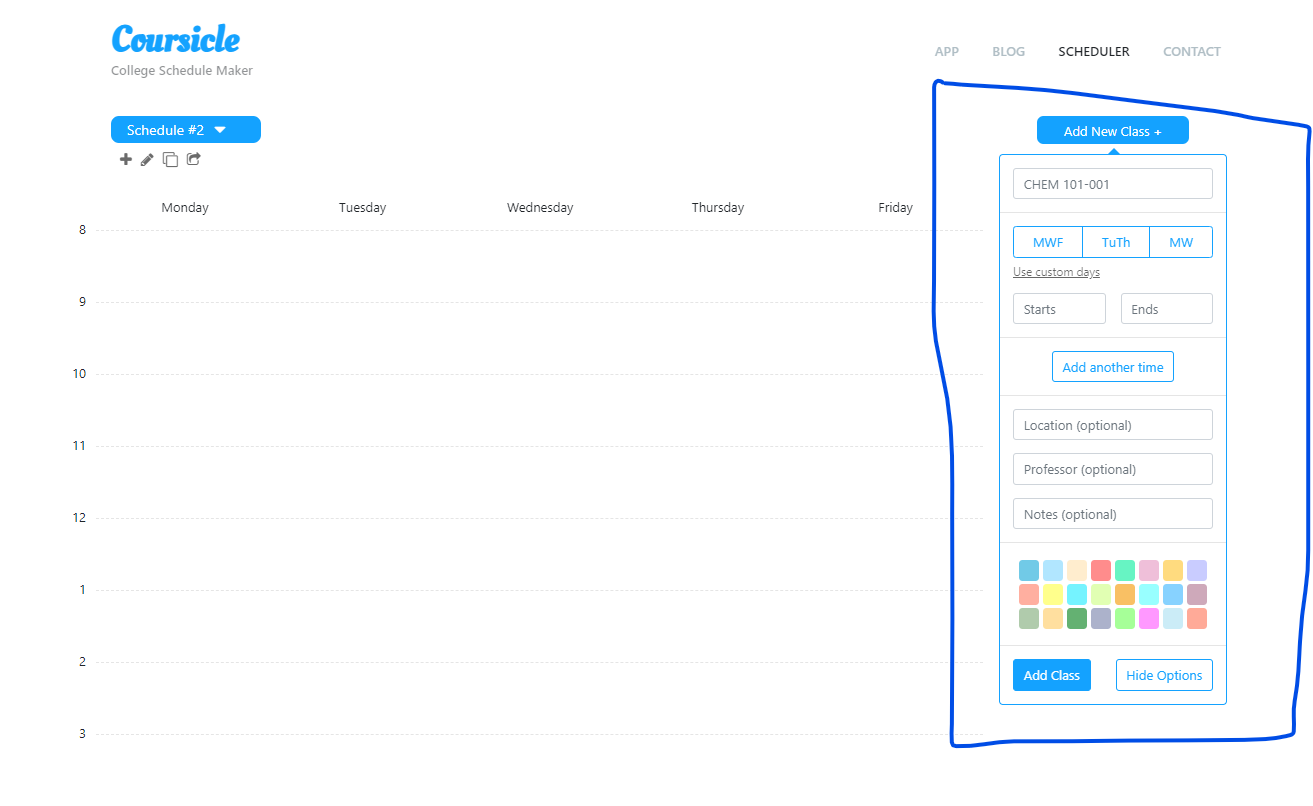 Coursicle
College Schedule Maker
APP BLOG SCHEDULER CONTACT
Schedule #2
Add New Class +
CHEM 101-001
Monday Tuesday Wednesday Thursday Friday
8
MWF TuTh MW
Use custom days
9
Starts Ends
10
Add another time
11
Location (optional)
Professor (optional)
12
Notes (optional)
1
2
Add Class Hide Options
3